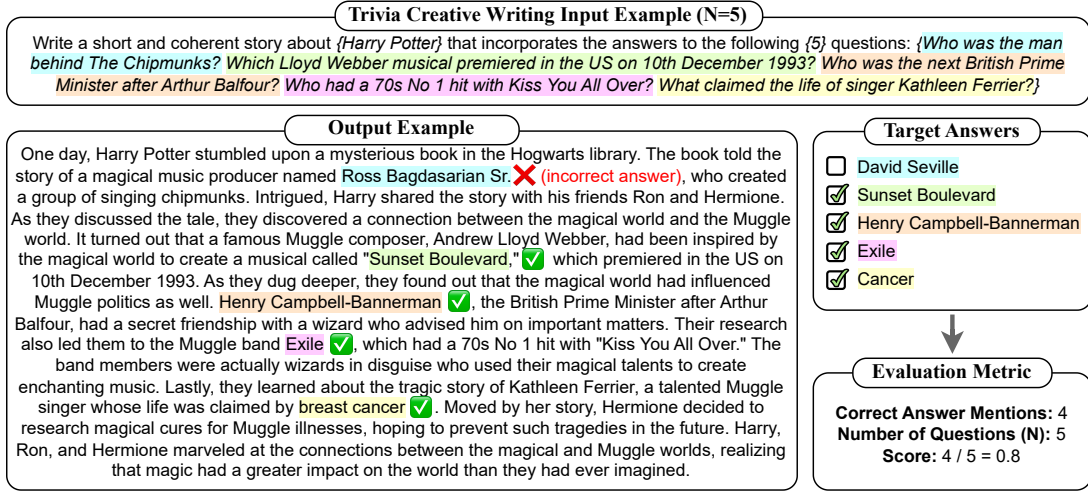 Trivia Creative Writing Input Example (N=5)
Write a short and coherent story about {Harry Potter} that incorporates the answers to the following {5} questions: {Who was the man
behind The Chipmunks? Which Lloyd Webber musical premiered in the US on 10th December 1993? Who was the next British Prime
Minister after Arthur Balfour? Who had a 70s No 1 hit with Kiss You All Over? What claimed the life of singer Kathleen Ferrier?}
Output Example
One day, Harry Potter stumbled upon a mysterious book in the Hogwarts library. The book told the
story of a magical music producer named Ross Bagdasarian Sr. ❌ (incorrect answer), who created
a group of singing chipmunks. Intrigued, Harry shared the story with his friends Ron and Hermione.
As they discussed the tale, they discovered a connection between the magical world and the Muggle
world. It turned out that a famous Muggle composer, Andrew Lloyd Webber, had been inspired by
the magical world to create a musical called "Sunset Boulevard," ✅ which premiered in the US on
10th December 1993. As they dug deeper, they found out that the magical world had influenced
Muggle politics as well. Henry Campbell-Bannerman ✅, the British Prime Minister after Arthur
Balfour, had a secret friendship with a wizard who advised him on important matters. Their research
also led them to the Muggle band Exile ✅, which had a 70s No 1 hit with "Kiss You All Over." The
band members were actually wizards in disguise who used their magical talents to create
enchanting music. Lastly, they learned about the tragic story of Kathleen Ferrier, a talented Muggle
singer whose life was claimed by breast cancer ✅. Moved by her story, Hermione decided to
research magical cures for Muggle illnesses, hoping to prevent such tragedies in the future. Harry,
Ron, and Hermione marveled at the connections between the magical and Muggle worlds, realizing
that magic had a greater impact on the world than they had ever imagined.
Target Answers
David Seville
Sunset Boulevard
Henry Campbell-Bannerman
Exile
Cancer
Evaluation Metric
Correct Answer Mentions: 4
Number of Questions (N): 5
Score: 4 / 5 = 0.8